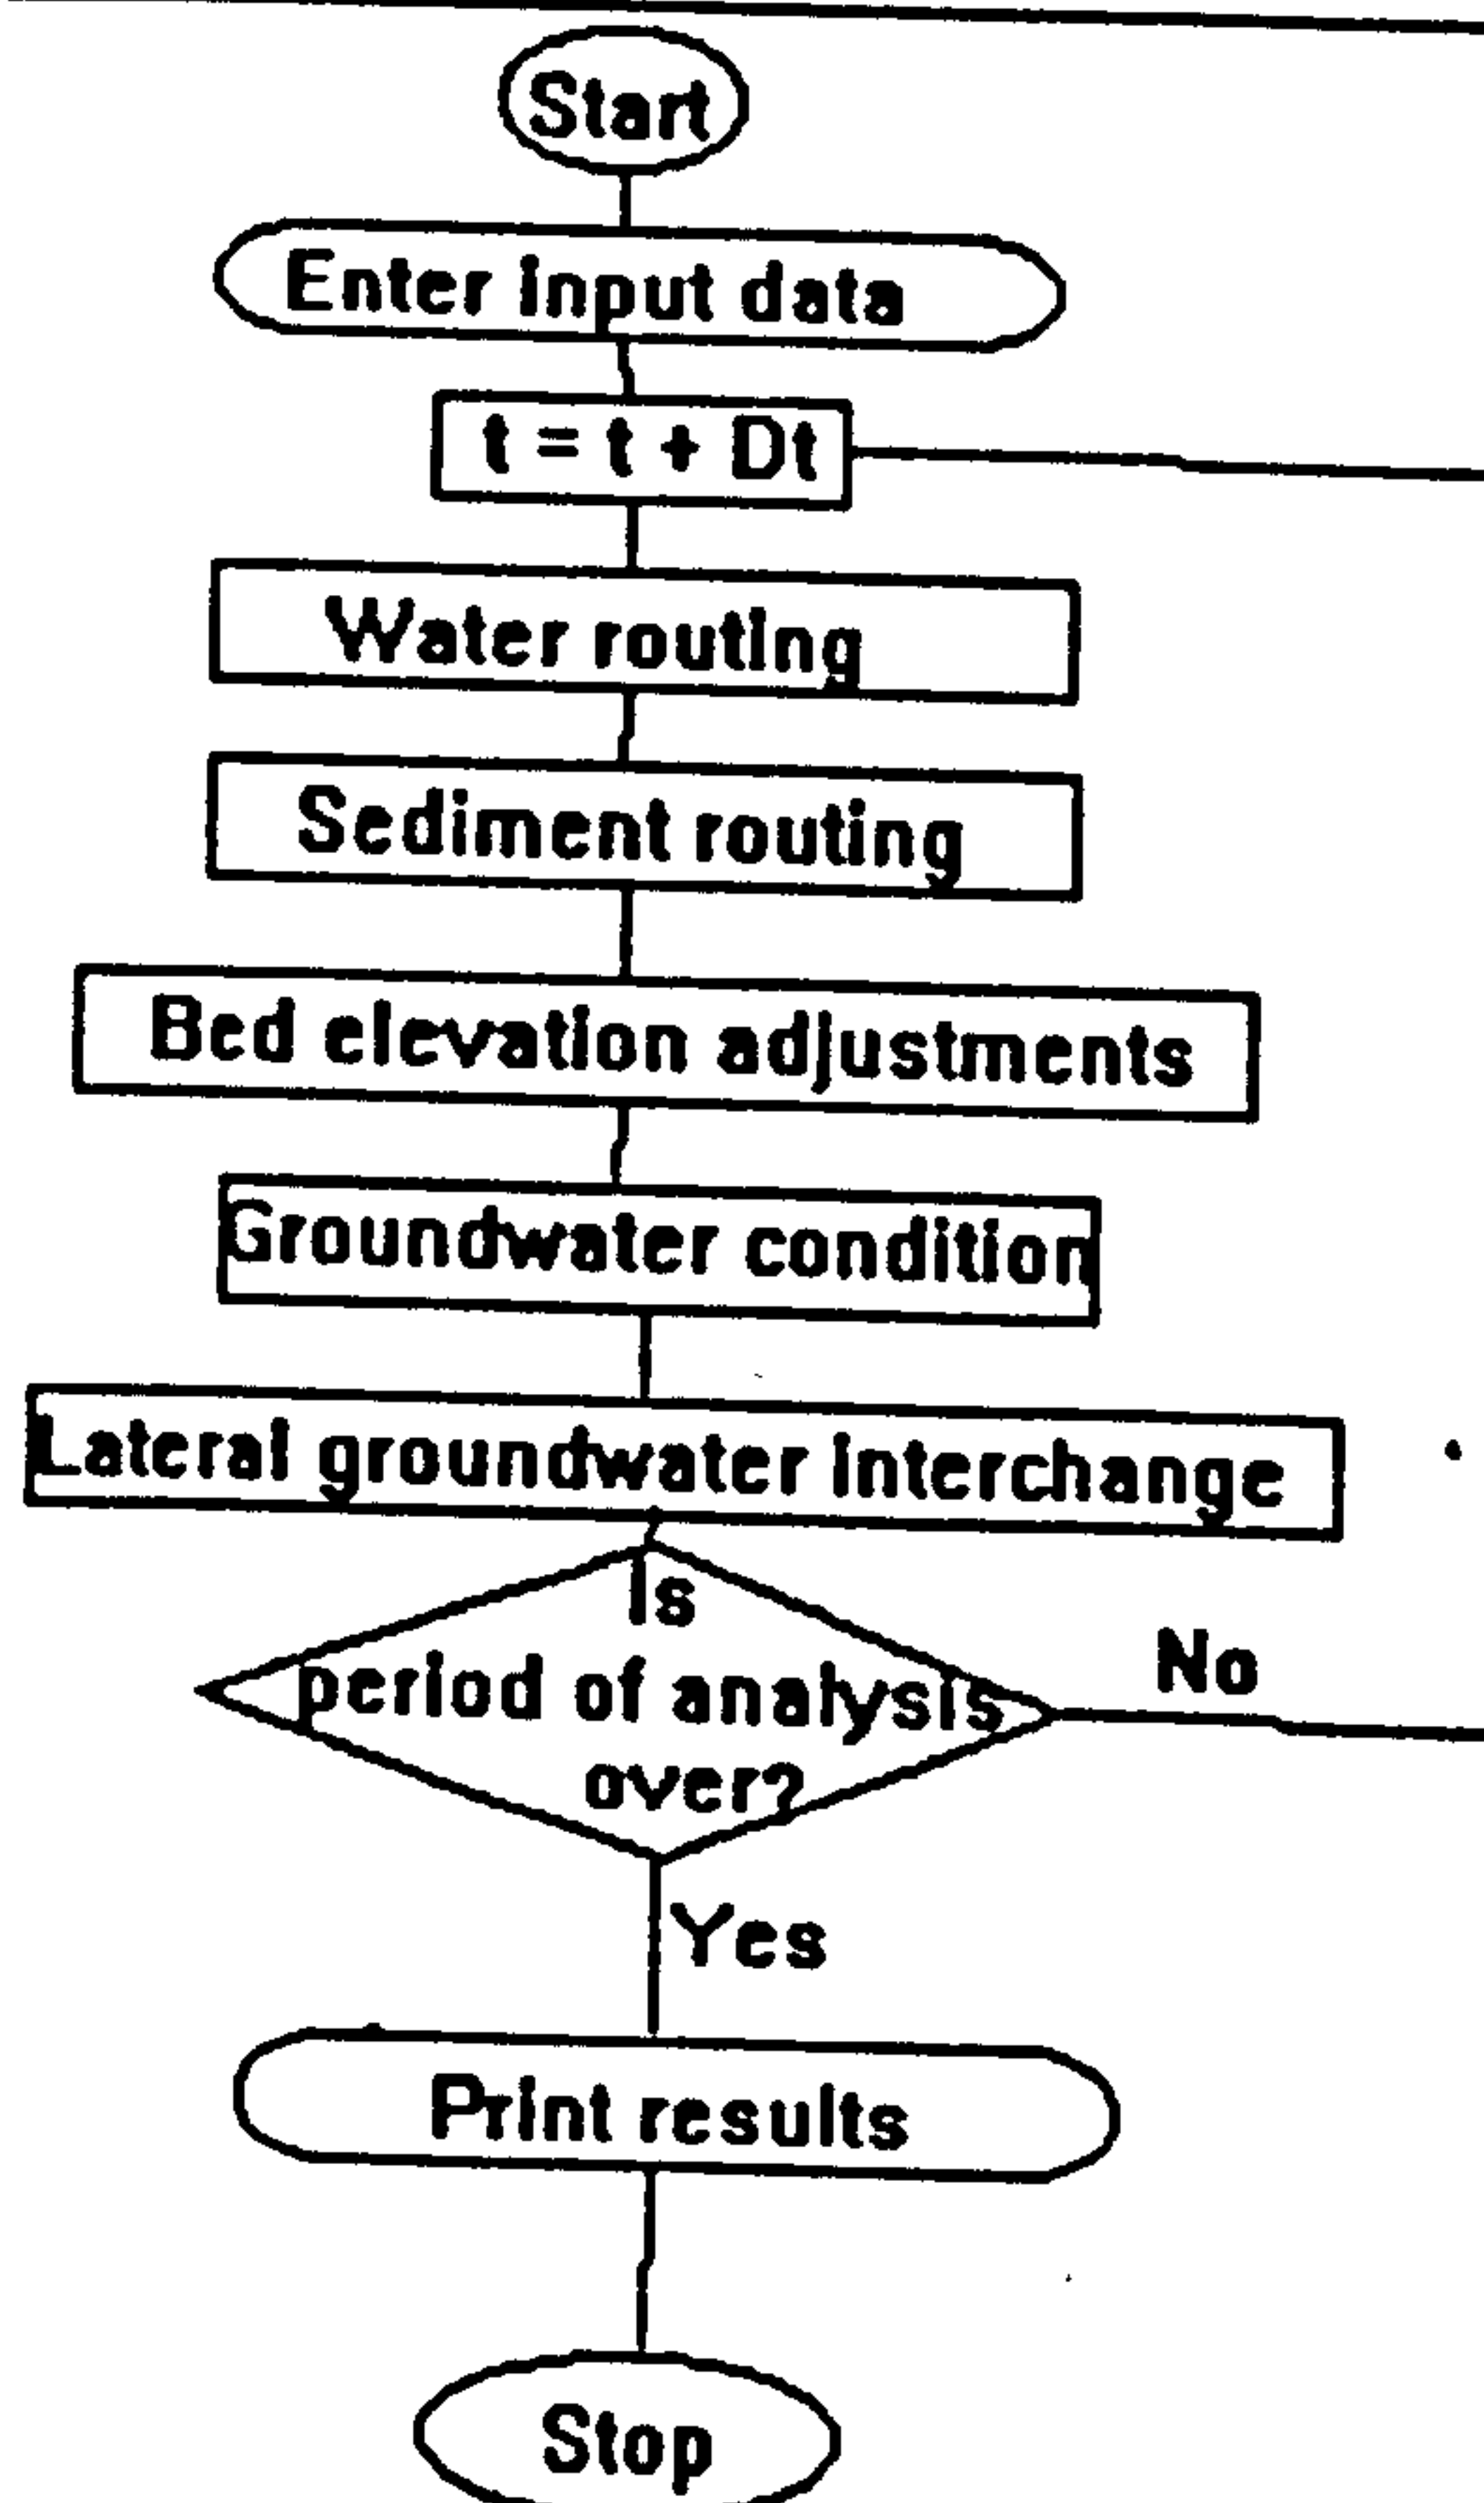 Start
Enter input data
t = t + Dt
Water routing
Sediment routing
Bed elevation adjustments
Groundwater condition
Lateral groundwater interchange
Is
period of analysis
over?
No
Yes
Print results
Stop